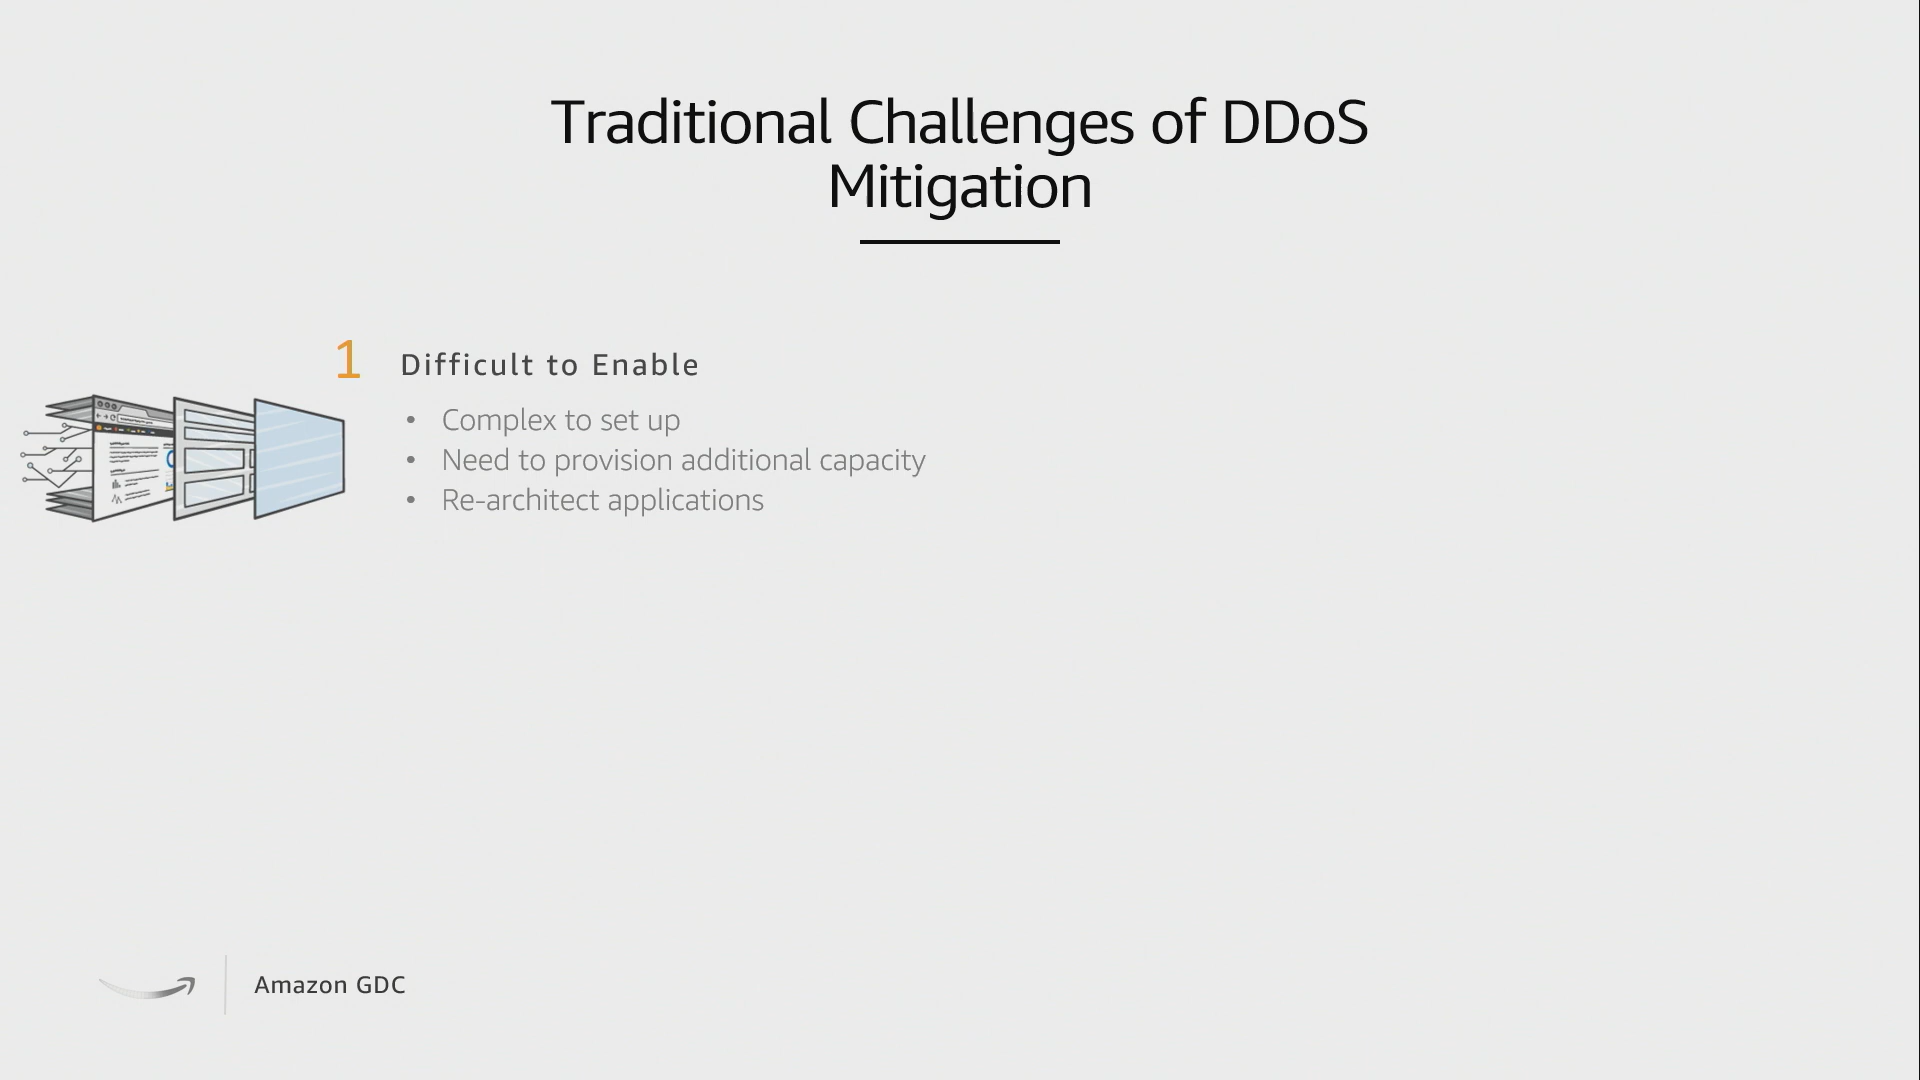 Traditional Challenges of DDoS
Mitigation
1 Difficult to Enable
• Complex to set up
• Need to provision additional capacity
• Re-architect applications
Amazon GDC